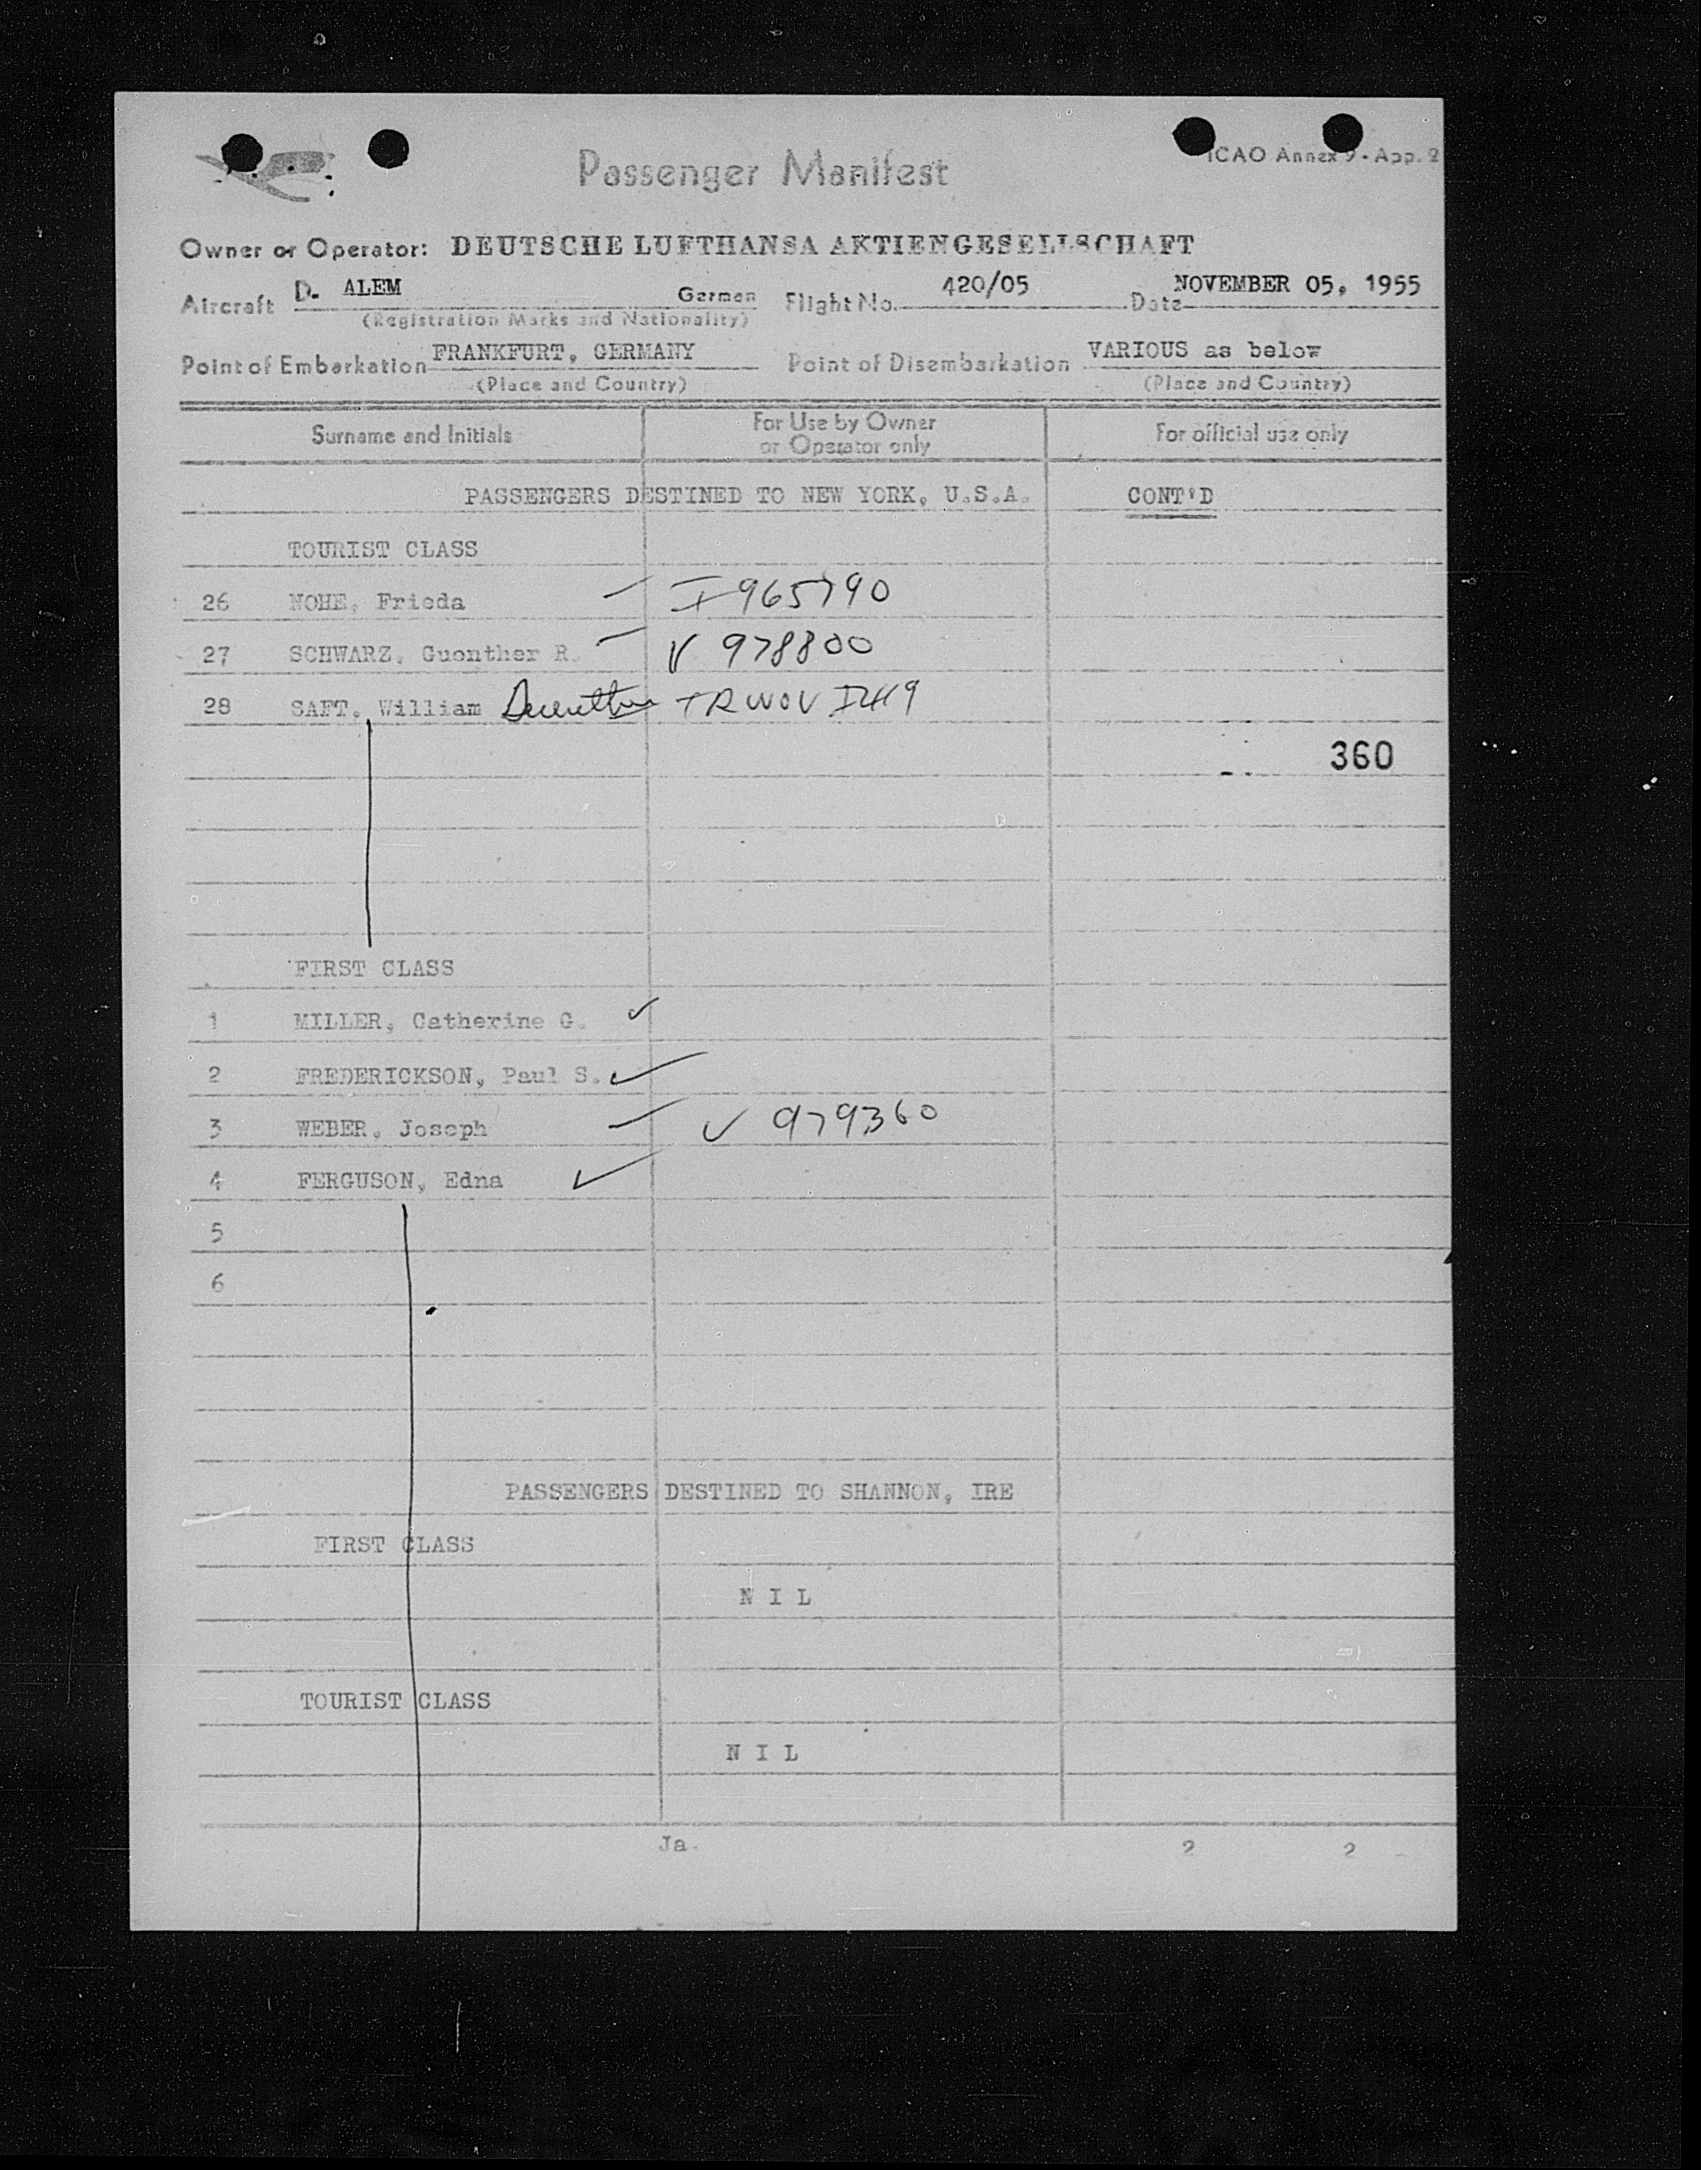 Passenger Manifest
ICAO Annex 9 - App. 2
Owner or Operator: DEUTSCHE LUFTHANSA AKTIENGESELLSCHAFT
Aircraft D. ALEM German Flight No. 420/05 Date NOVEMBER 05, 1955
(Registration Marks and Nationality)
Point of Embarkation FRANKFURT, GERMANY Point of Disembarkation VARIOUS as below
(Place and Country) (Place and Country)
Surname and Initials For Use by Owner or Operator only For official use only
PASSENGERS DESTINED TO NEW YORK, U.S.A. CONT'D
TOURIST CLASS
26 NOHE, Frieda I 965790
27 SCHWARZ, Guenther R. V 978800
28 SAFT, William TRWOV I2419
360
FIRST CLASS
1 MILLER, Catherine G. ✓
2 FREDERICKSON, Paul S. ✓
3 WEBER, Joseph V 979360
4 FERGUSON, Edna ✓
5
6
PASSENGERS DESTINED TO SHANNON, IRE
FIRST CLASS
N I L
TOURIST CLASS
N I L
Ja. 2 2